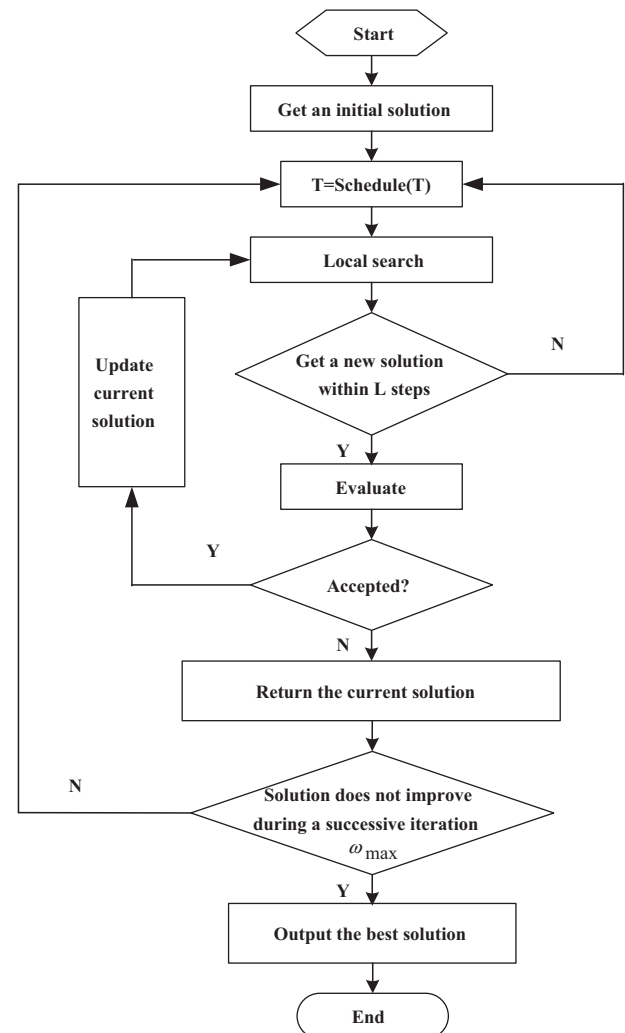 Start
Get an initial solution
T=Schedule(T)
Local search
Update
current
solution
Get a new solution
within L steps
N
Y
Evaluate
Y
Accepted?
N
Return the current solution
N
Solution does not improve
during a successive iteration
ωmax
Y
Output the best solution
End